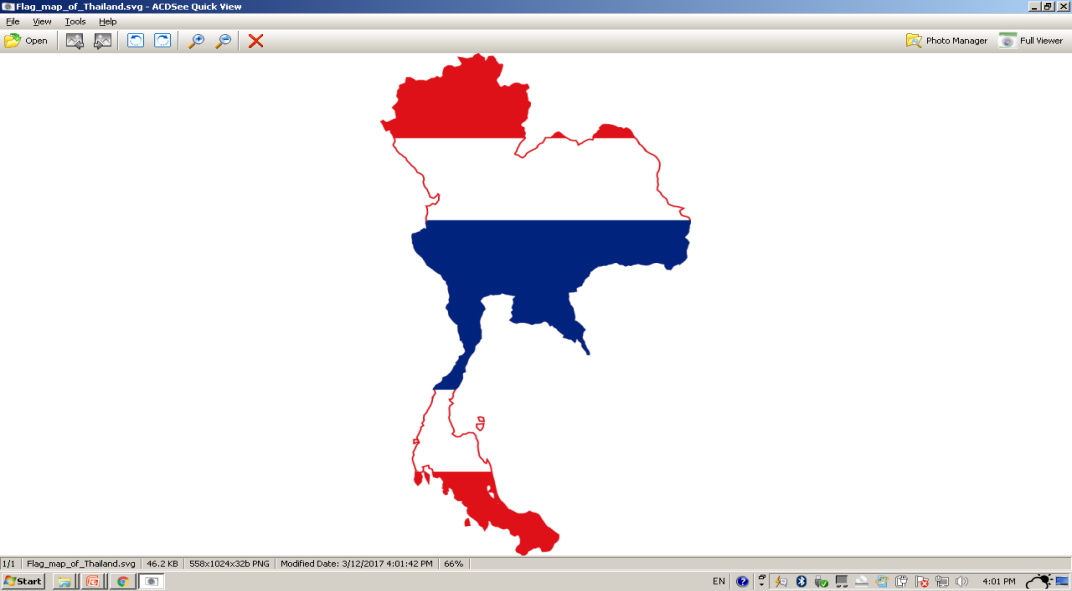 Flag_map_of_Thailand.svg - ACDSee Quick View
File View Tools Help
Open Photo Manager Full Viewer
1/1 Flag_map_of_Thailand.svg 46.2 KB 558x1024x32b PNG Modified Date: 3/12/2017 4:01:42 PM 66%
Start EN 4:01 PM